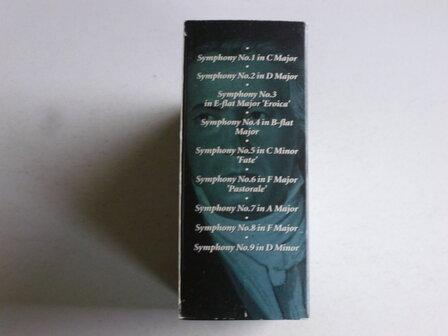 Symphony No.1 in C Major
Symphony No.2 in D Major
Symphony No.3
in E-flat Major 'Eroica'
Symphony No.4 in B-flat
Major
Symphony No.5 in C Minor
'Fate'
Symphony No.6 in F Major
'Pastorale'
Symphony No.7 in A Major
Symphony No.8 in F Major
Symphony No.9 in D Minor